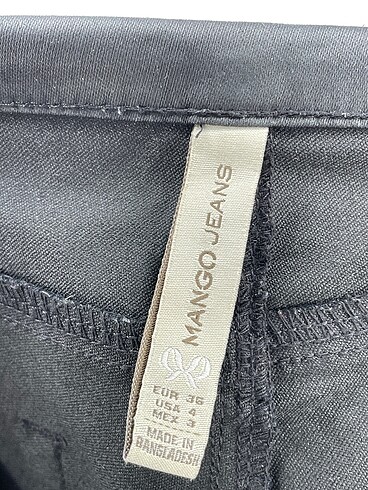 MANGO JEANS
EUR 36
USA 4
MEX 3
MADE IN
BANGLADESH